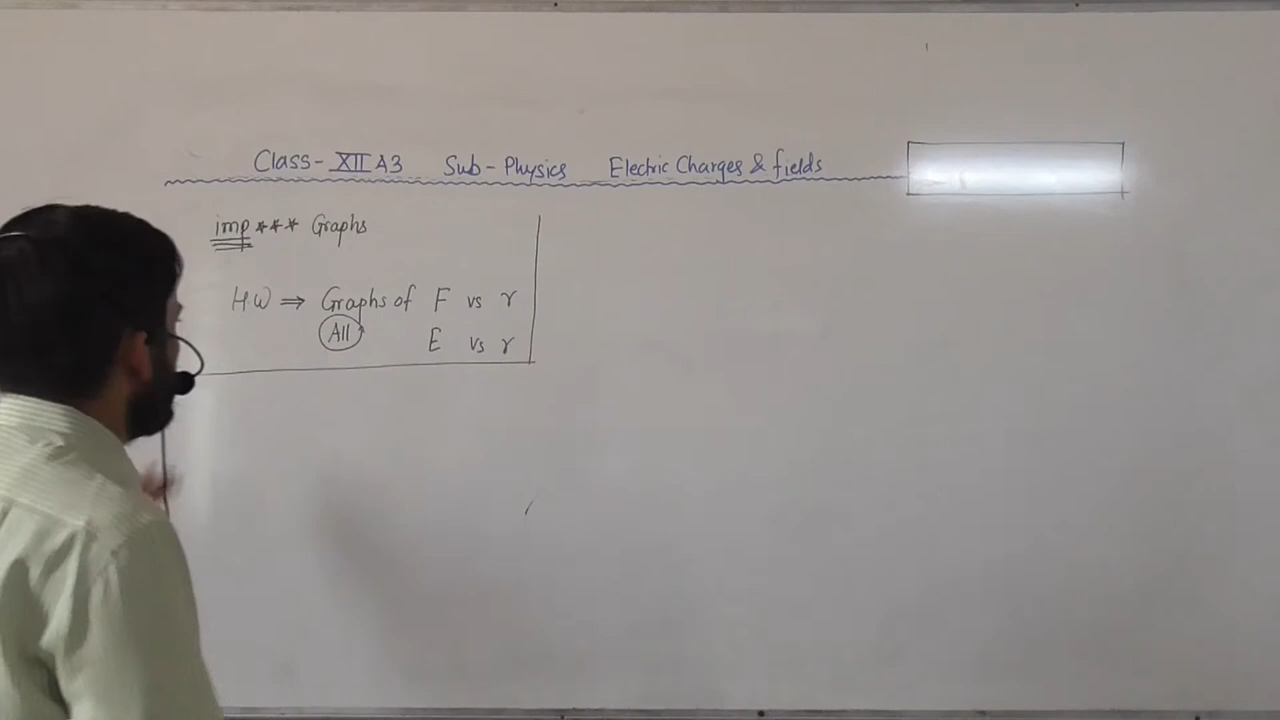 Class - XII A3 Sub - Physics Electric Charges & fields
imp *** Graphs
HW ⇒ Graphs of F vs r
All E vs r